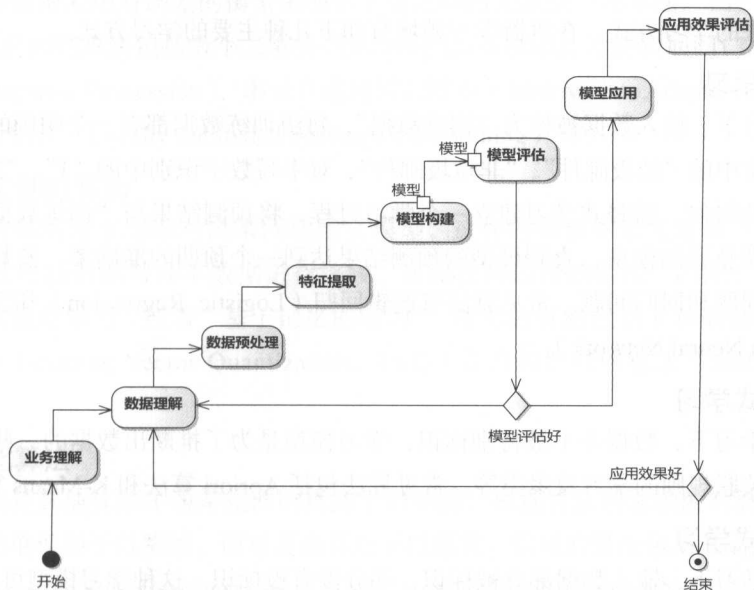 应用效果评估
模型应用
模型
模型评估
模型
模型构建
特征提取
数据预处理
数据理解
模型评估好
业务理解
应用效果好
开始
结束